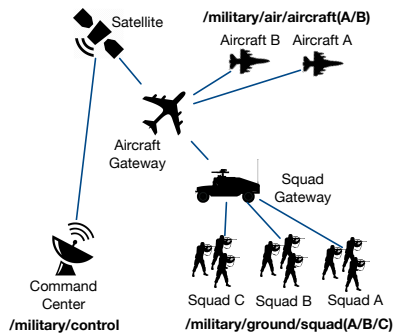 Satellite
/military/air/aircraft(A/B)
Aircraft B
Aircraft A
Aircraft
Gateway
Squad
Gateway
Command
Center
/military/control
Squad C
Squad B
Squad A
/military/ground/squad(A/B/C)